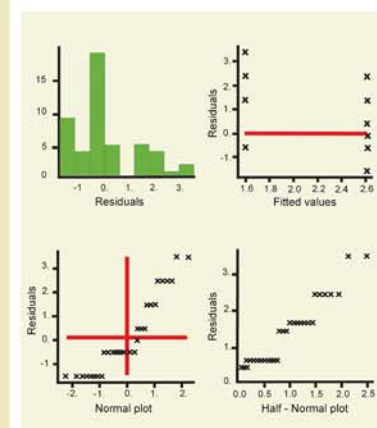 15
10
5
0
-1. 0. 1. 2. 3.
Residuals
Residuals
3.
2.
1.
0.
-1
1.6 1.8 2.0 2.2 2.4 2.6
Fitted values
Residuals
3.
2.
1.
0.
-1
-2. -1. 0. 1. 2.
Normal plot
Residuals
3.
2
1
0
0.0 0.5 1.0 1.5 2.0 2.5
Half - Normal plot